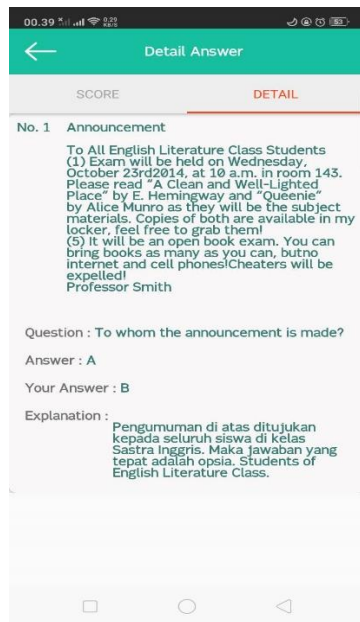 00.39 0.29 KB/S 53
Detail Answer
SCORE DETAIL
No. 1 Announcement
To All English Literature Class Students
(1) Exam will be held on Wednesday,
October 23rd2014, at 10 a.m. in room 143.
Please read "A Clean and Well-Lighted
Place" by E. Hemingway and "Queenie"
by Alice Munro as they will be the subject
materials. Copies of both are available in my
locker, feel free to grab them!
(5) It will be an open book exam. You can
bring books as many as you can, butno
internet and cell phones!Cheaters will be
expelled!
Professor Smith
Question : To whom the announcement is made?
Answer : A
Your Answer : B
Explanation :
Pengumuman di atas ditujukan
kepada seluruh siswa di kelas
Sastra Inggris. Maka jawaban yang
tepat adalah opsia. Students of
English Literature Class.